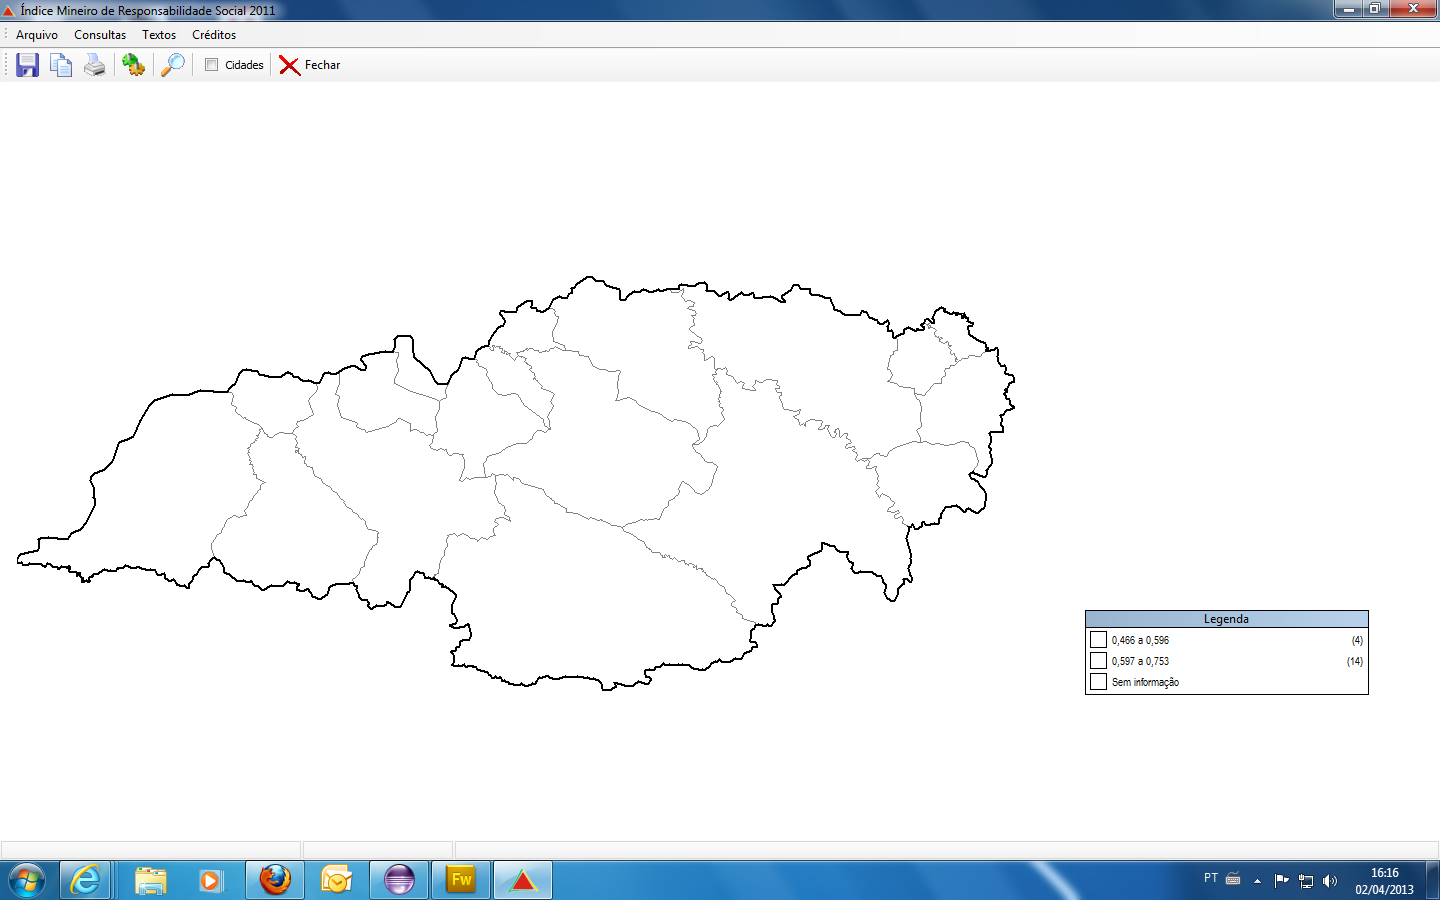 Índice Mineiro de Responsabilidade Social 2011
Arquivo Consultas Textos Créditos
Cidades Fechar
Legenda
0,466 a 0,596 (4)
0,597 a 0,753 (14)
Sem informação
Fw
PT
16:16
02/04/2013